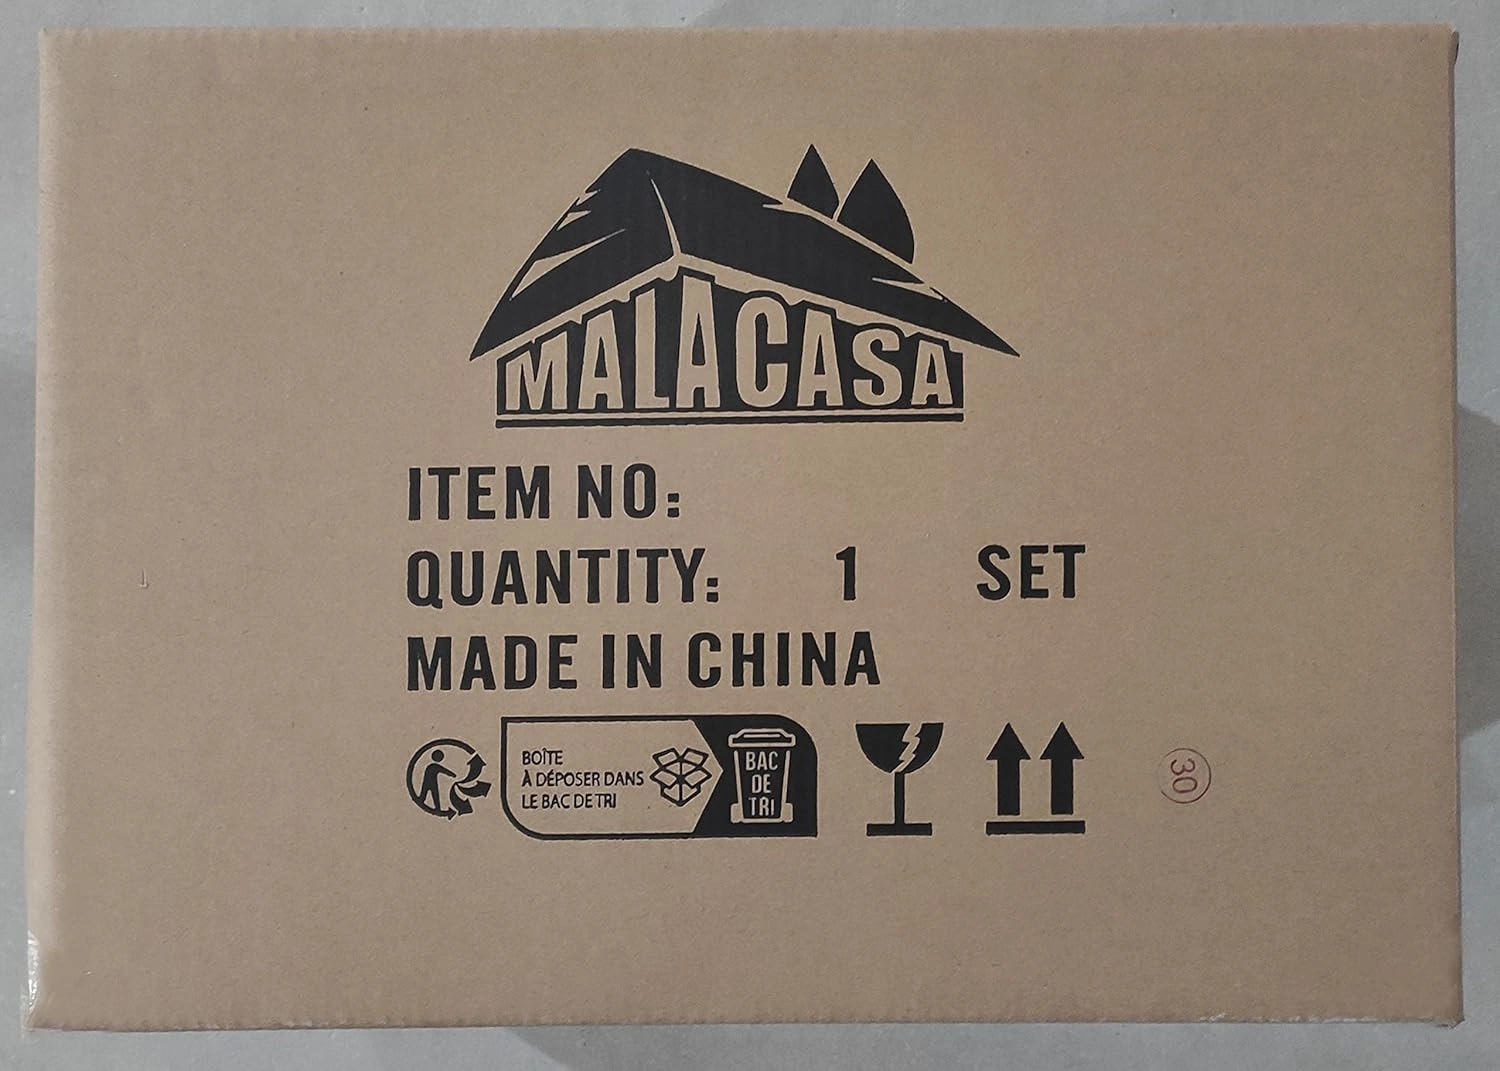 MALACASA
ITEM NO:
QUANTITY: 1 SET
MADE IN CHINA
BOÎTE
À DÉPOSER DANS
LE BAC DE TRI
BAC
DE
TRI
30